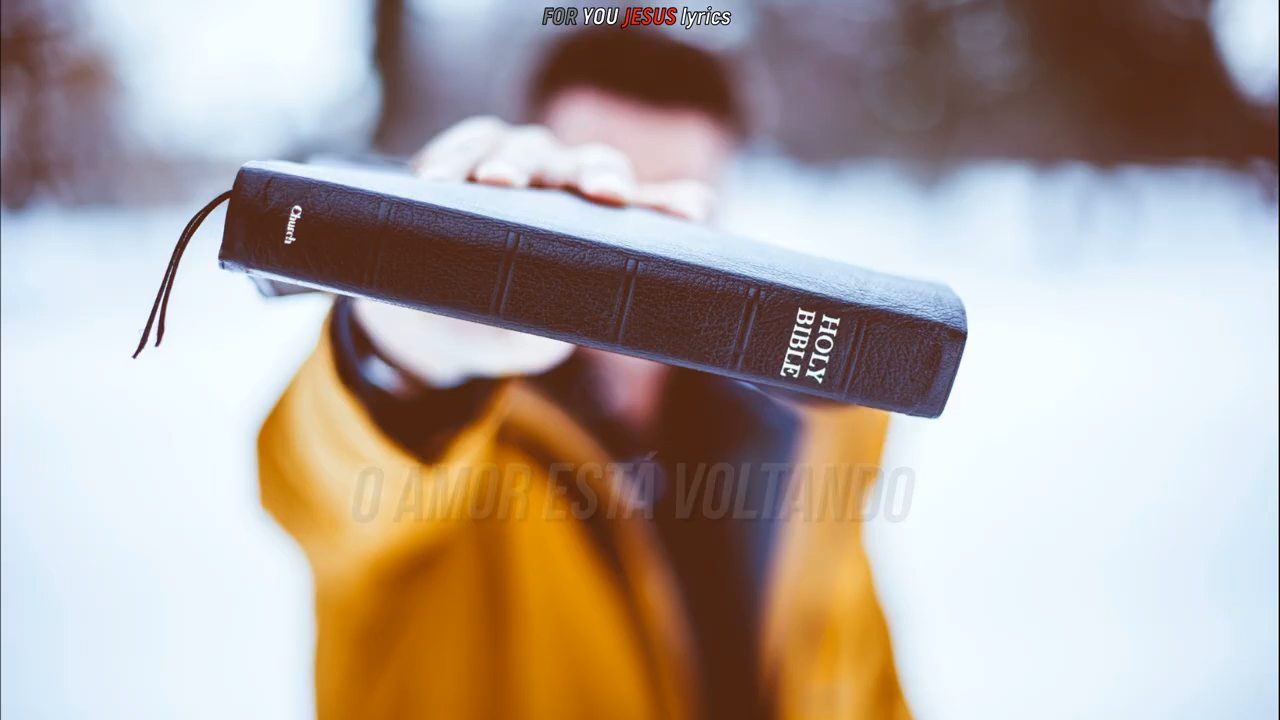 FOR YOU JESUS lyrics
Church
HOLY
BIBLE
O AMOR ESTÁ VOLTANDO